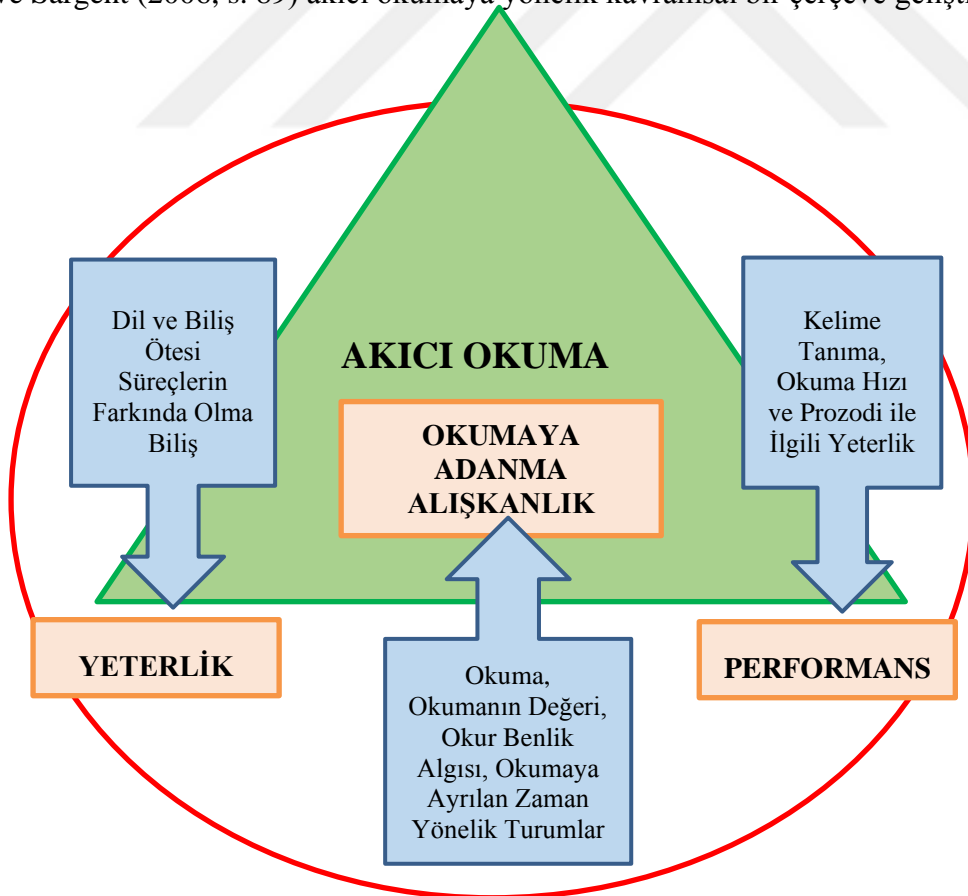 ve Sargent (2008, s. 89) akıcı okumaya yönelik kavramsal bir çerçeve
Dil ve Biliş
Ötesi
Süreçlerin
Farkında Olma
Biliş
Kelime
Tanıma,
Okuma Hızı
ve Prozodi ile
İlgili Yeterlik
AKICI OKUMA
OKUMAYA
ADANMA
ALIŞKANLIK
YETERLİK
PERFORMANS
Okuma,
Okumanın Değeri,
Okur Benlik
Algısı, Okumaya
Ayrılan Zaman
Yönelik Turumlar